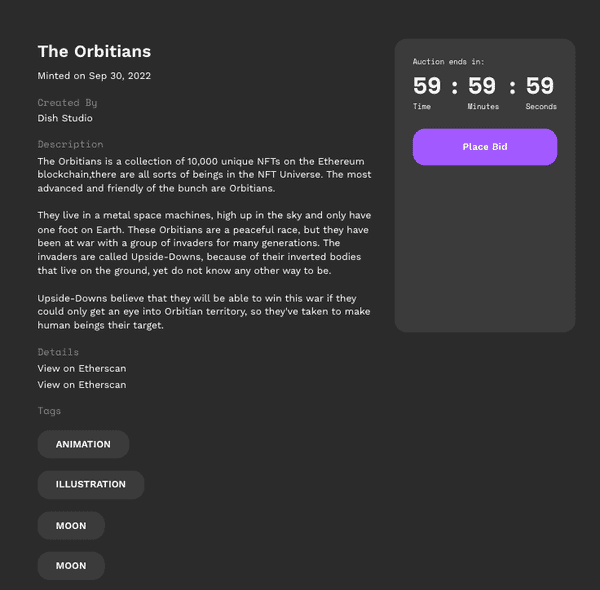 The Orbitians
Minted on Sep 30, 2022
Created By
Dish Studio
Description
The Orbitians is a collection of 10,000 unique NFTs on the Ethereum
blockchain,there are all sorts of beings in the NFT Universe. The most
advanced and friendly of the bunch are Orbitians.
They live in a metal space machines, high up in the sky and only have
one foot on Earth. These Orbitians are a peaceful race, but they have
been at war with a group of invaders for many generations. The
invaders are called Upside-Downs, because of their inverted bodies
that live on the ground, yet do not know any other way to be.
Upside-Downs believe that they will be able to win this war if they
could only get an eye into Orbitian territory, so they've taken to make
human beings their target.
Details
View on Etherscan
View on Etherscan
Tags
ANIMATION
ILLUSTRATION
MOON
MOON
Auction ends in:
59 : 59 : 59
Time Minutes Seconds
Place Bid